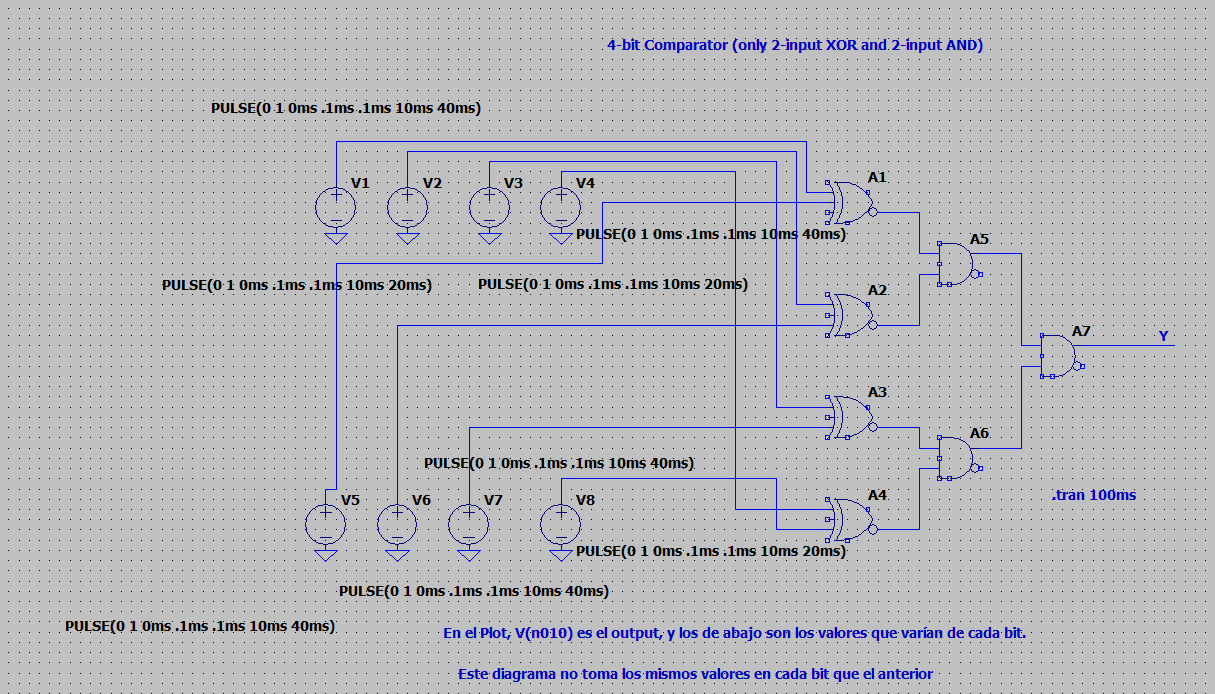 4-bit Comparator (only 2-input XOR and 2-input AND)
PULSE(0 1 0ms .1ms .1ms 10ms 40ms)
V1
V2
V3
V4
A1
PULSE(0 1 0ms .1ms .1ms 10ms 40ms)
A5
PULSE(0 1 0ms .1ms .1ms 10ms 20ms)
PULSE(0 1 0ms .1ms .1ms 10ms 20ms)
A2
A7
Y
A3
A6
PULSE(0 1 0ms .1ms .1ms 10ms 40ms)
A4
.tran 100ms
V5
V6
V7
V8
PULSE(0 1 0ms .1ms .1ms 10ms 20ms)
PULSE(0 1 0ms .1ms .1ms 10ms 40ms)
PULSE(0 1 0ms .1ms .1ms 10ms 40ms)
En el Plot, V(n010) es el output, y los de abajo son los valores que varían de cada bit.
Este diagrama no toma los mismos valores en cada bit que el anterior